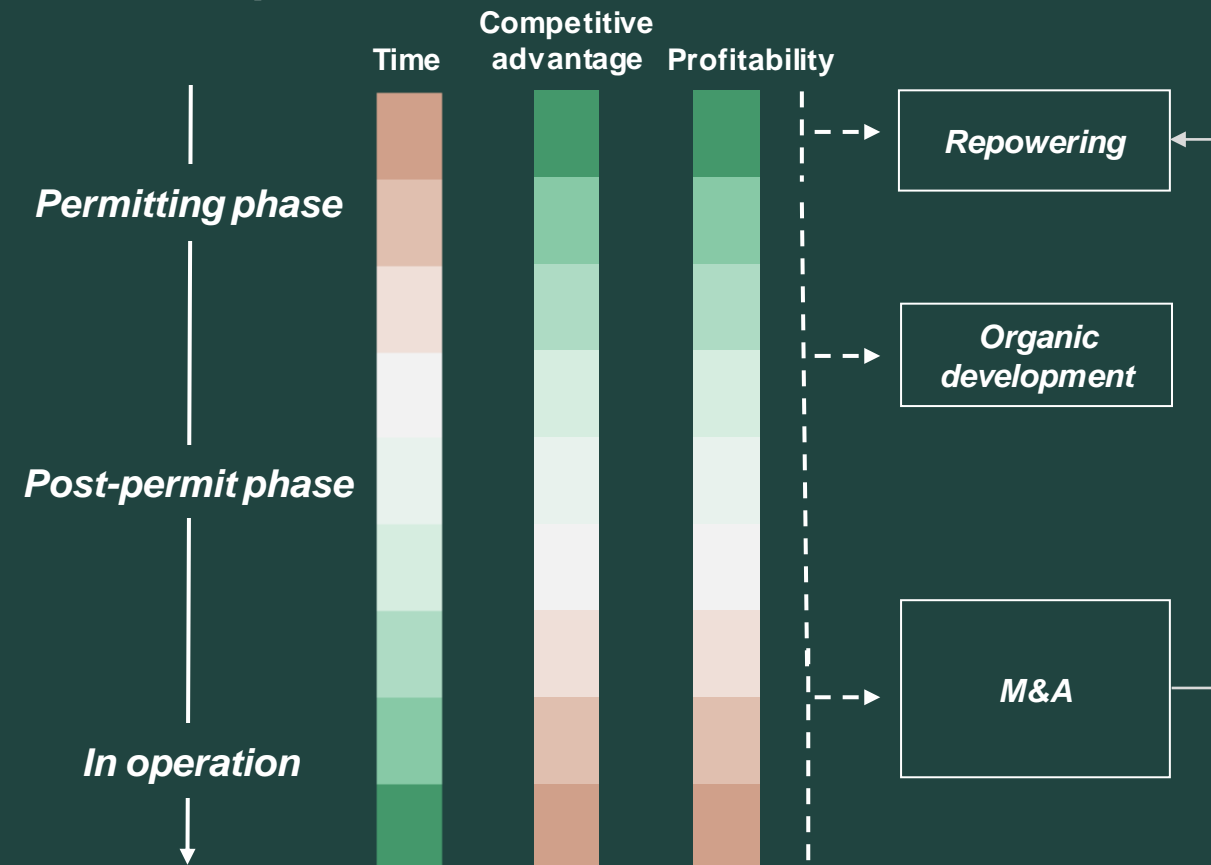 Time
Competitive
advantage
Profitability
Permitting phase
Post-permit phase
In operation
Repowering
Organic
development
M&A